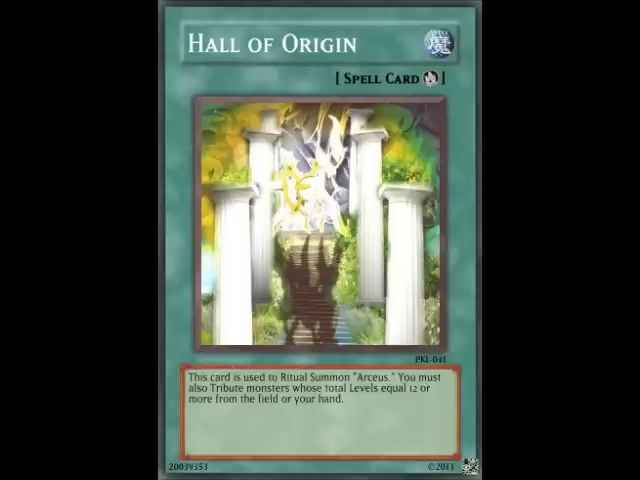 HALL OF ORIGIN
魔
[ SPELL CARD ]
PKL-041
This card is used to Ritual Summon "Arceus." You must
also Tribute monsters whose total Levels equal 12 or
more from the field or your hand.
20039353
©2011